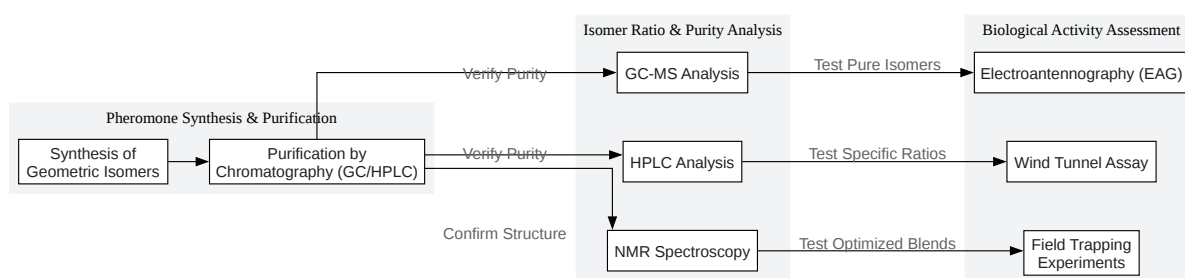 Isomer Ratio & Purity Analysis
Biological Activity Assessment
Verify Purity
GC-MS Analysis
Test Pure Isomers
Electroantennography (EAG)
Pheromone Synthesis & Purification
Synthesis of
Geometric Isomers
Purification by
Chromatography (GC/HPLC)
Verify Purity
HPLC Analysis
Test Specific Ratios
Wind Tunnel Assay
Confirm Structure
NMR Spectroscopy
Test Optimized Blends
Field Trapping
Experiments